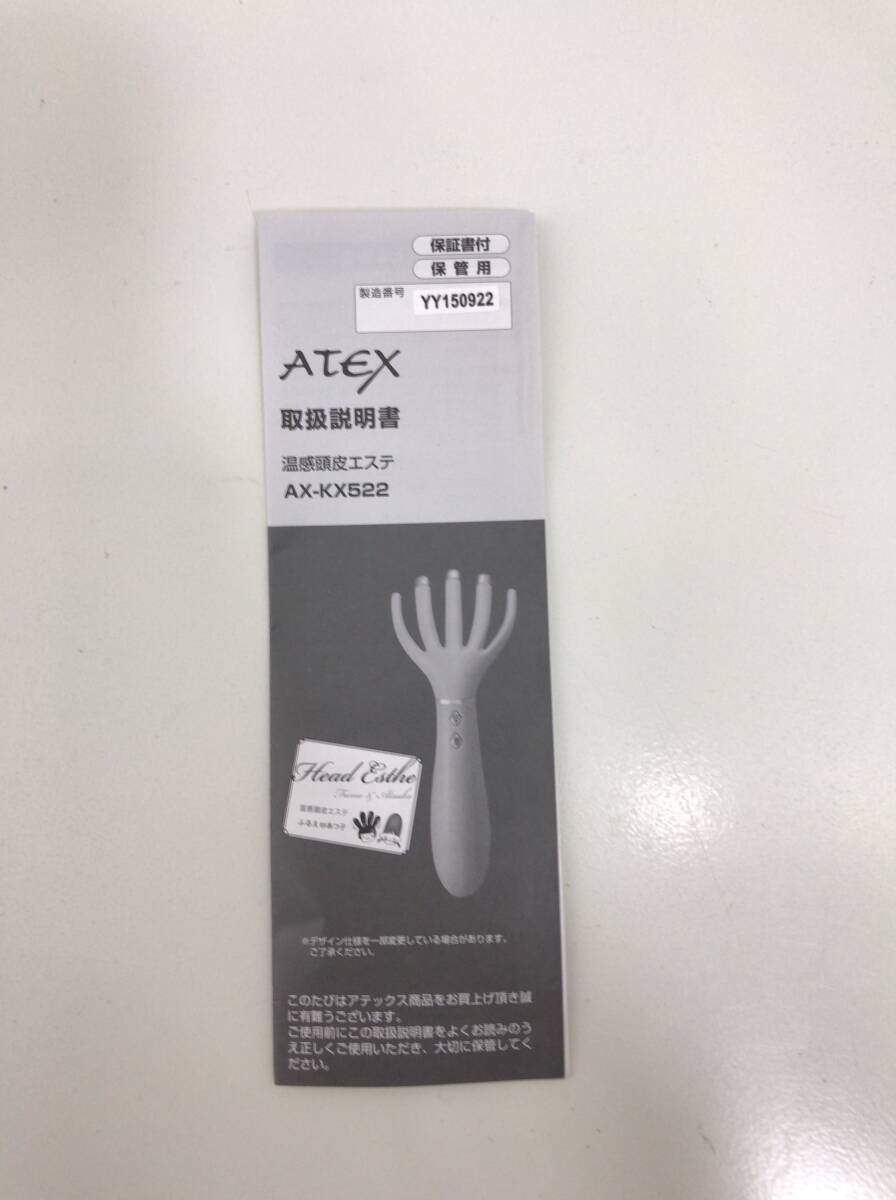 保証書付
保管用
製造番号 YY150922
ATEX
取扱説明書
温感頭皮エステ
AX-KX522
Head Esthe
温感頭皮エステ
※デザイン仕様を一部変更している場合があります。
ご了承ください。
このたびはアテックス商品をお買上げ頂き誠
に有難うございます。
ご使用前にこの取扱説明書をよくお読みのう
え正しくご使用いただき、大切に保管してく
ださい。